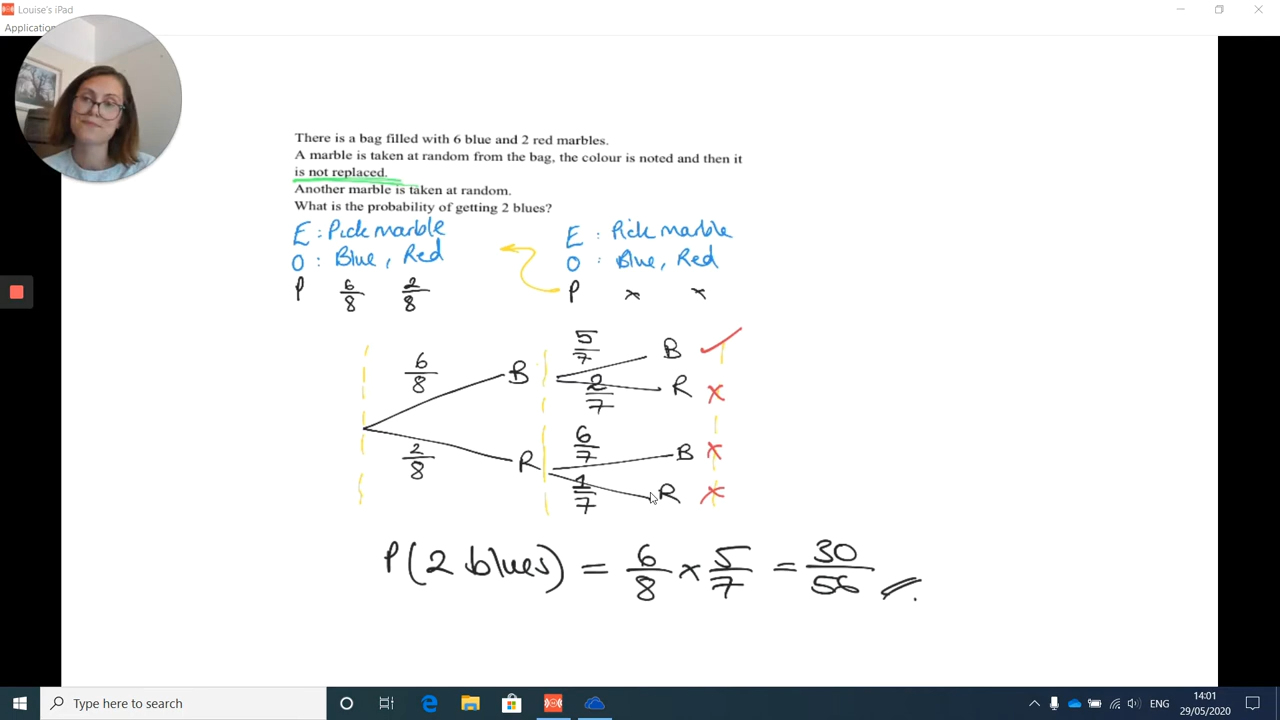 Louise's iPad
Application
There is a bag filled with 6 blue and 2 red marbles.
A marble is taken at random from the bag, the colour is noted and then it
is not replaced.
Another marble is taken at random.
What is the probability of getting 2 blues?
E : Pick marble E : Pick marble
O : Blue, Red O : Blue, Red
P 6/8 2/8 P x x
6/8 B 5/7 B ✓
2/7 R x
2/8 R 6/7 B x
1/7 R x
P(2 blues) = 6/8 x 5/7 = 30/56
Type here to search
ENG
14:01
29/05/2020